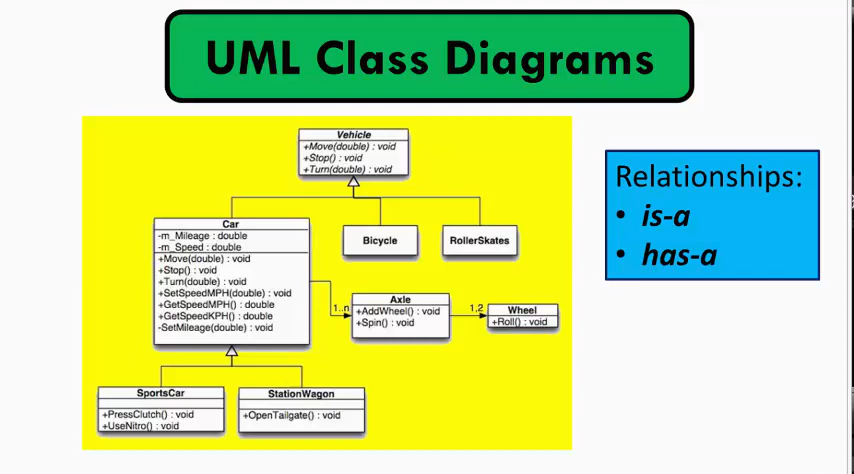 UML Class Diagrams
Vehicle
+Move(double) : void
+Stop() : void
+Turn(double) : void
Car
-m_Mileage : double
-m_Speed : double
+Move(double) : void
+Stop() : void
+Turn(double) : void
+SetSpeedMPH(double) : void
+GetSpeedMPH() : double
+GetSpeedKPH() : double
-SetMileage(double) : void
Bicycle
RollerSkates
1..n
Axle
+AddWheel() : void
+Spin() : void
1,2
Wheel
+Roll() : void
SportsCar
+PressClutch() : void
+UseNitro() : void
StationWagon
+OpenTailgate() : void
Relationships:
• is-a
• has-a